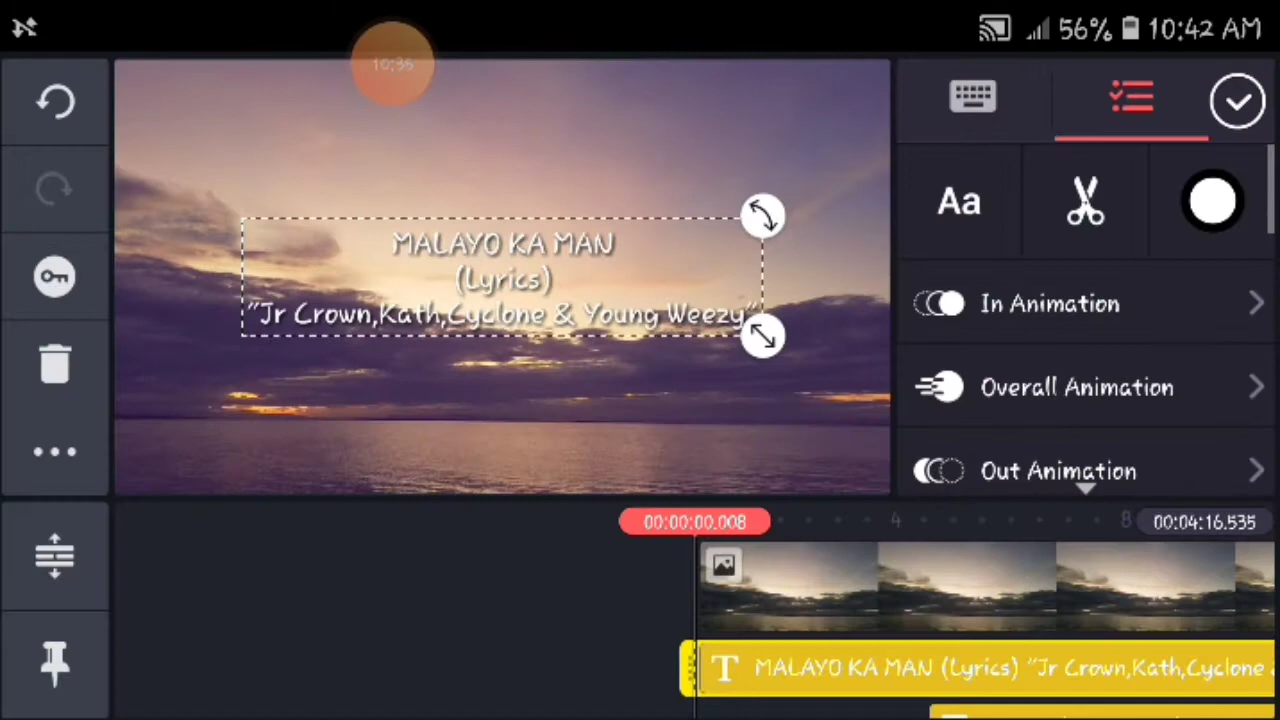 56% 10:42 AM
10:35
MALAYO KA MAN
(Lyrics)
"Jr Crown,Kath,Cyclone & Young Weezy"
Aa
In Animation
Overall Animation
Out Animation
00:00:00.008
4
8
00:04:16.535
T MALAYO KA MAN (Lyrics) "Jr Crown,Kath,Cyclone